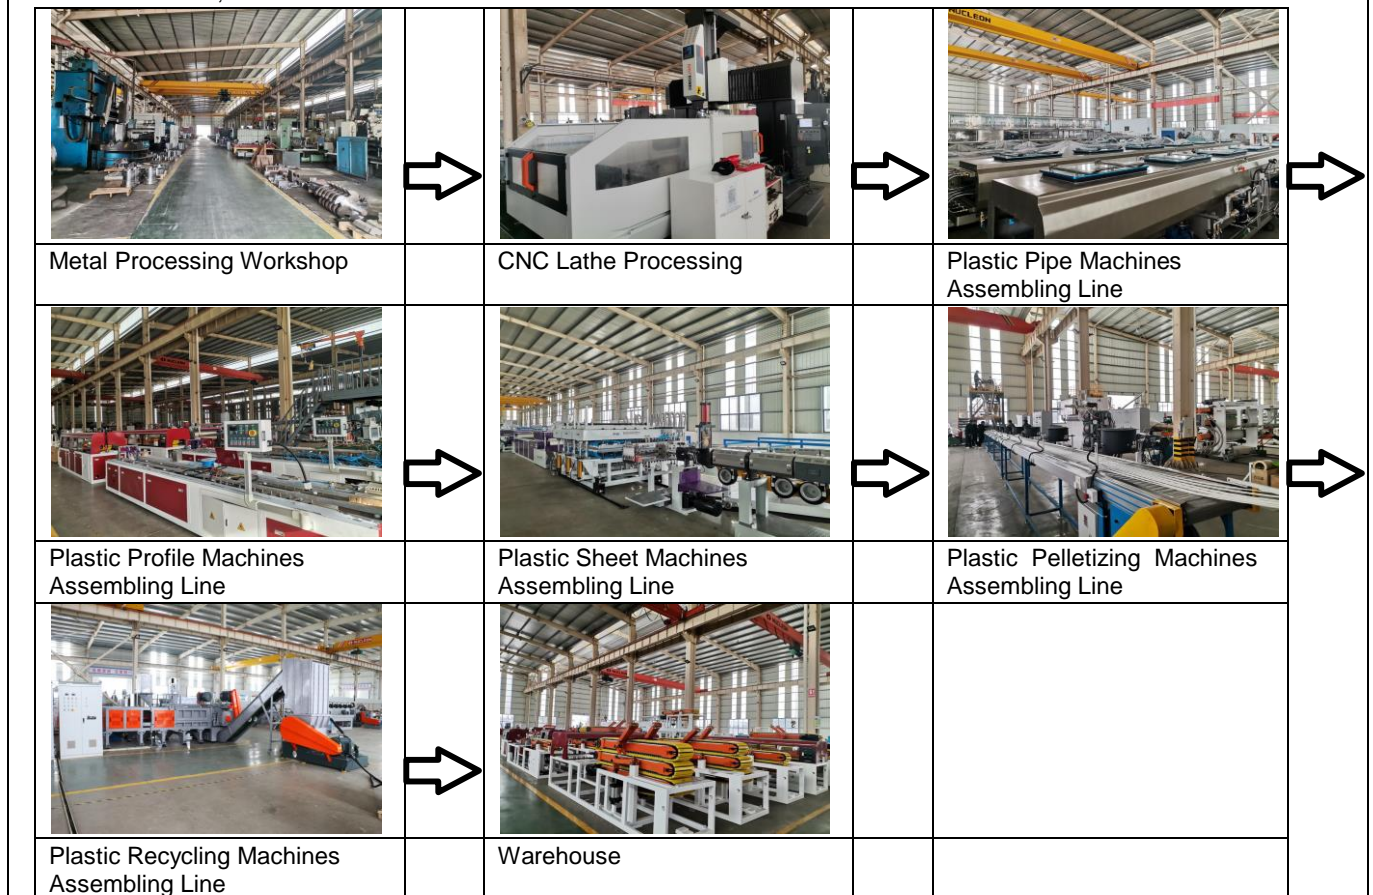 NUCLEON
Metal Processing Workshop
CNC Lathe Processing
Plastic Pipe Machines
Assembling Line
Plastic Profile Machines
Assembling Line
Plastic Sheet Machines
Assembling Line
Plastic Pelletizing Machines
Assembling Line
Plastic Recycling Machines
Assembling Line
Warehouse